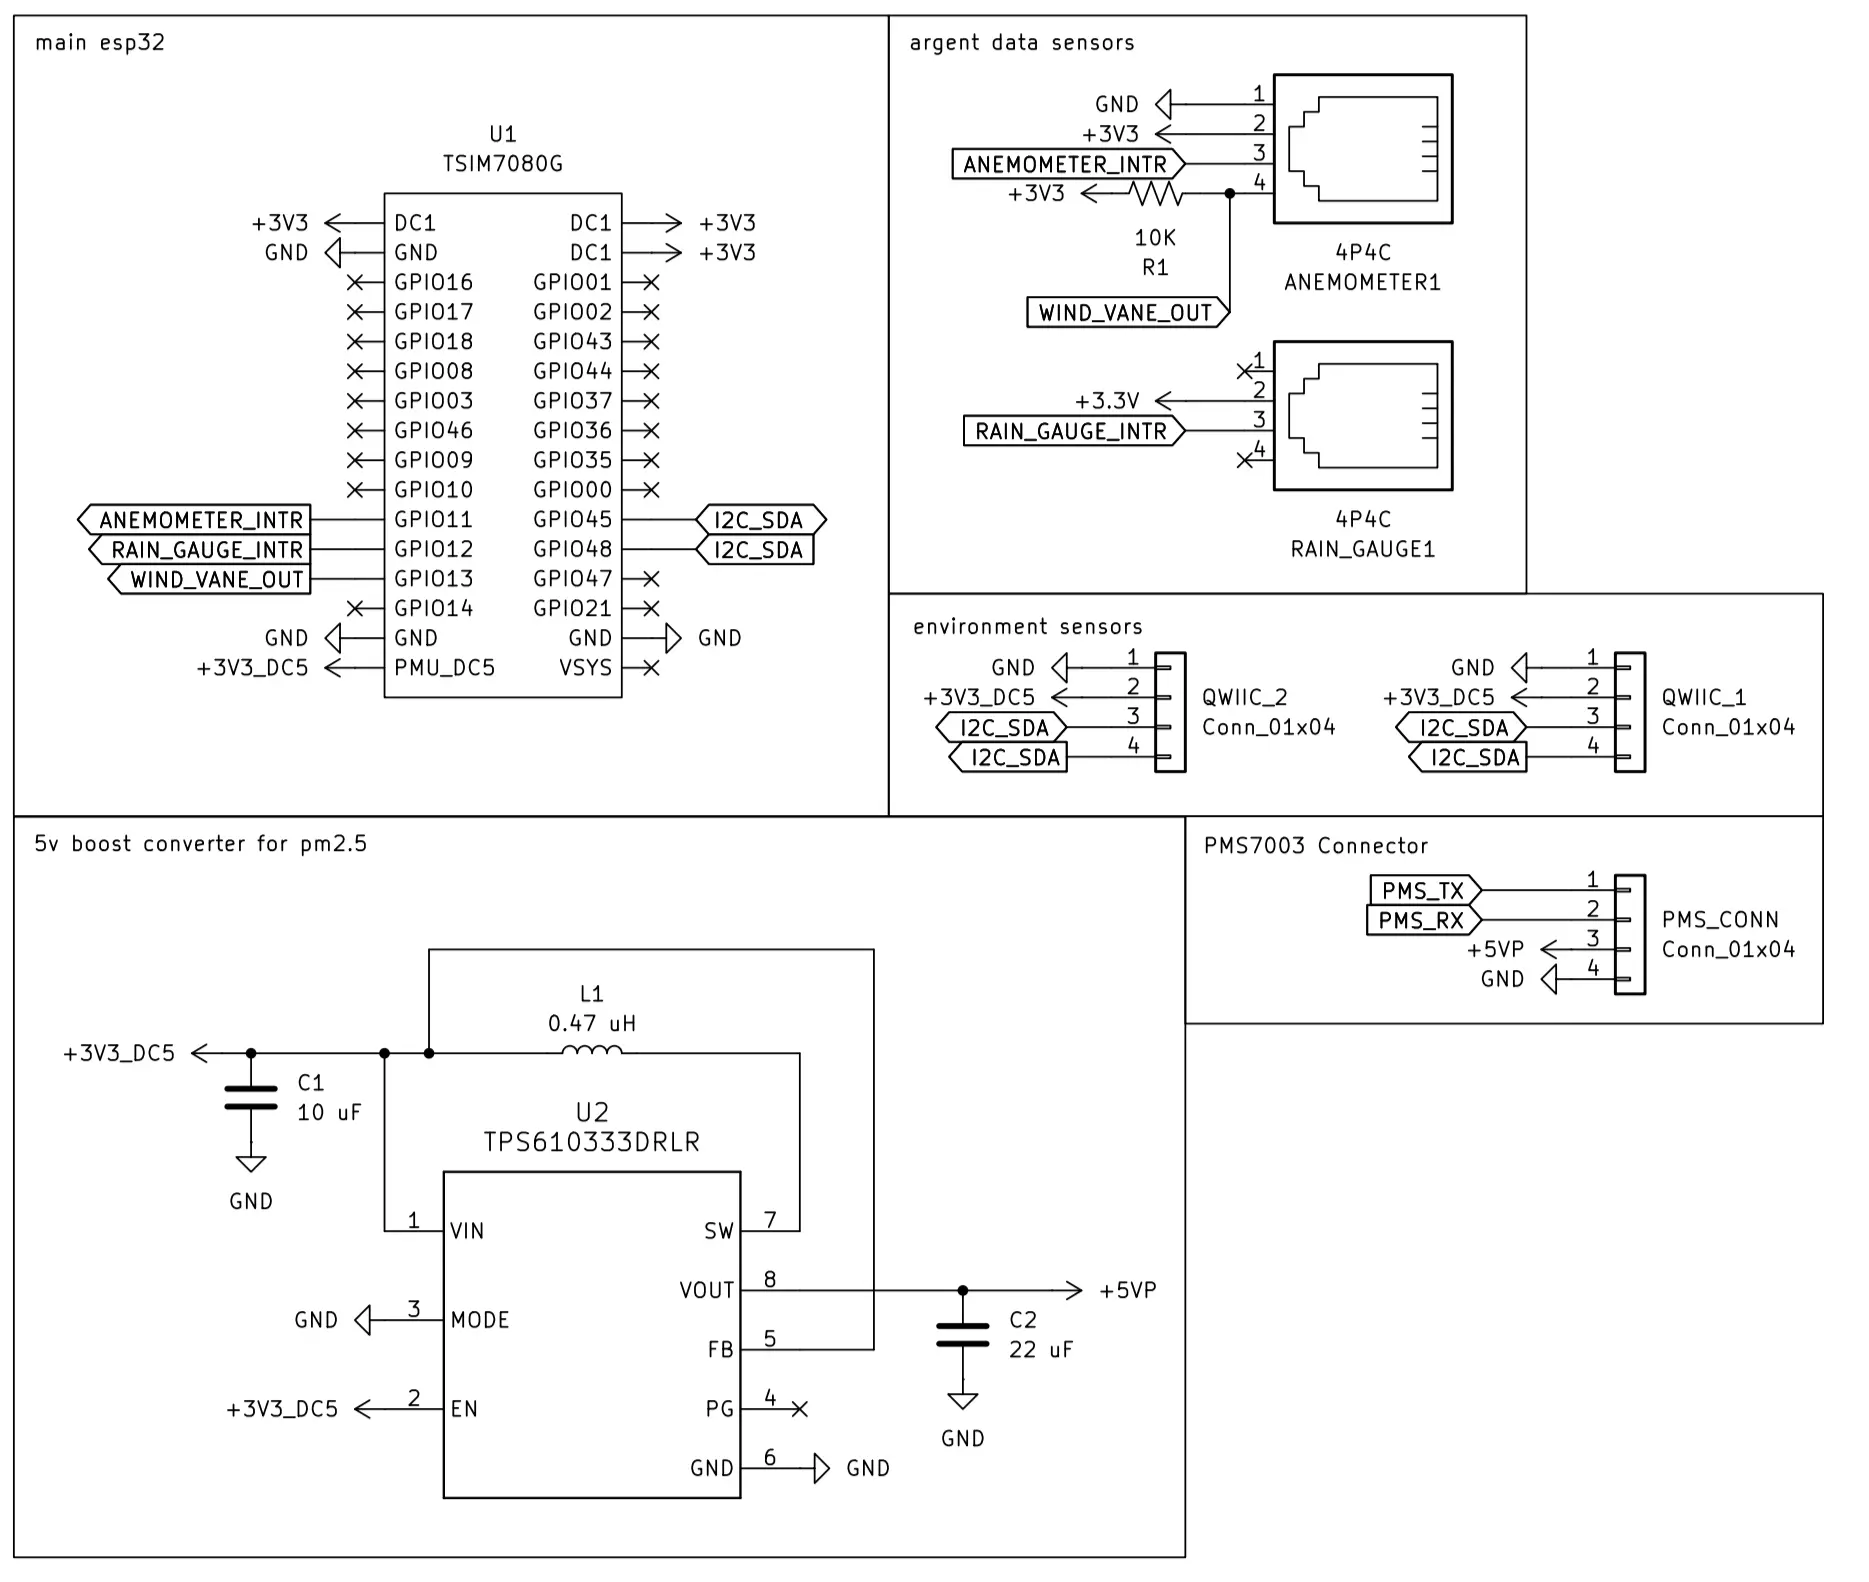 main esp32
U1
TSIM7080G
+3V3 DC1 DC1 +3V3
GND GND DC1 +3V3
GPIO16 GPIO01
GPIO17 GPIO02
GPIO18 GPIO43
GPIO08 GPIO44
GPIO03 GPIO37
GPIO46 GPIO36
GPIO09 GPIO35
GPIO10 GPIO00
ANEMOMETER_INTR GPIO11 GPIO45 I2C_SDA
RAIN_GAUGE_INTR GPIO12 GPIO48 I2C_SDA
WIND_VANE_OUT GPIO13 GPIO47
GPIO14 GPIO21
GND GND GND GND
+3V3_DC5 PMU_DC5 VSYS
argent data sensors
GND 1
+3V3 2
ANEMOMETER_INTR 3
+3V3 4
10K
R1
4P4C
ANEMOMETER1
WIND_VANE_OUT
1
+3.3V 2
RAIN_GAUGE_INTR 3
4
4P4C
RAIN_GAUGE1
environment sensors
GND 1
+3V3_DC5 2
I2C_SDA 3
I2C_SDA 4
QWIIC_2
Conn_01x04
GND 1
+3V3_DC5 2
I2C_SDA 3
I2C_SDA 4
QWIIC_1
Conn_01x04
5v boost converter for pm2.5
L1
0.47 uH
+3V3_DC5
C1
10 uF
GND
U2
TPS610333DRLR
1 VIN SW 7
VOUT 8 +5VP
GND 3 MODE
C2
22 uF
FB 5
+3V3_DC5 2 EN PG 4
GND
GND 6 GND
PMS7003 Connector
PMS_TX 1
PMS_RX 2
+5VP 3
GND 4
PMS_CONN
Conn_01x04